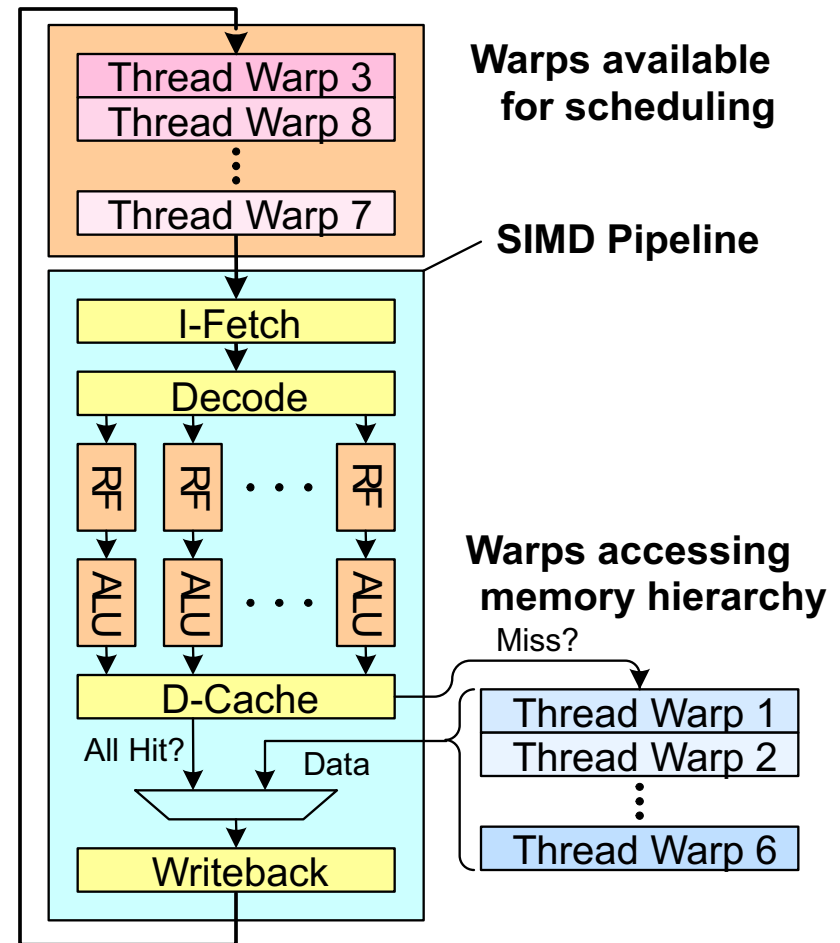 Thread Warp 3
Thread Warp 8
Thread Warp 7
Warps available
for scheduling
SIMD Pipeline
I-Fetch
Decode
RF
RF
RF
ALU
ALU
ALU
D-Cache
All Hit?
Data
Writeback
Warps accessing
memory hierarchy
Miss?
Thread Warp 1
Thread Warp 2
Thread Warp 6